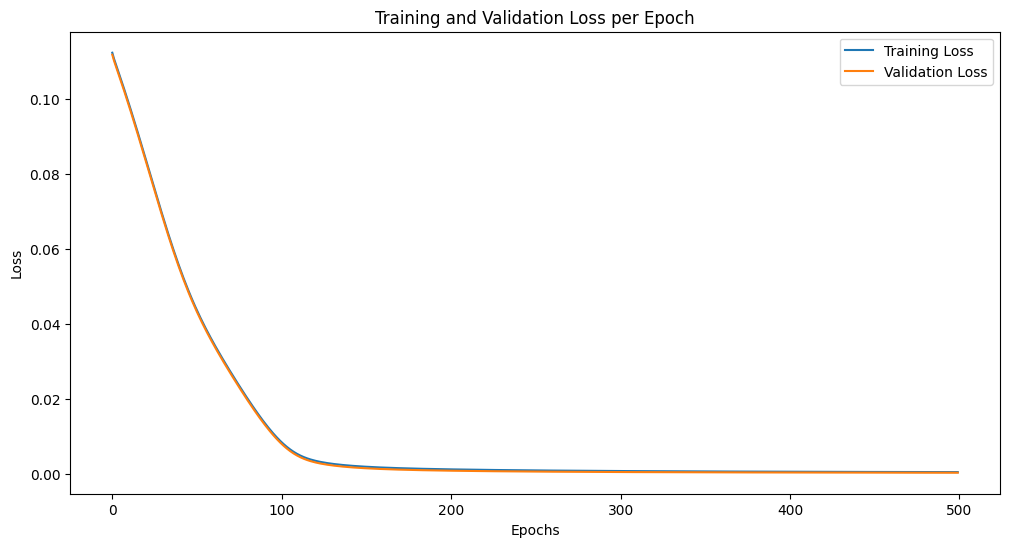 Training and Validation Loss per Epoch
Training Loss
Validation Loss
0.10
0.08
0.06
0.04
0.02
0.00
Loss
0 100 200 300 400 500
Epochs